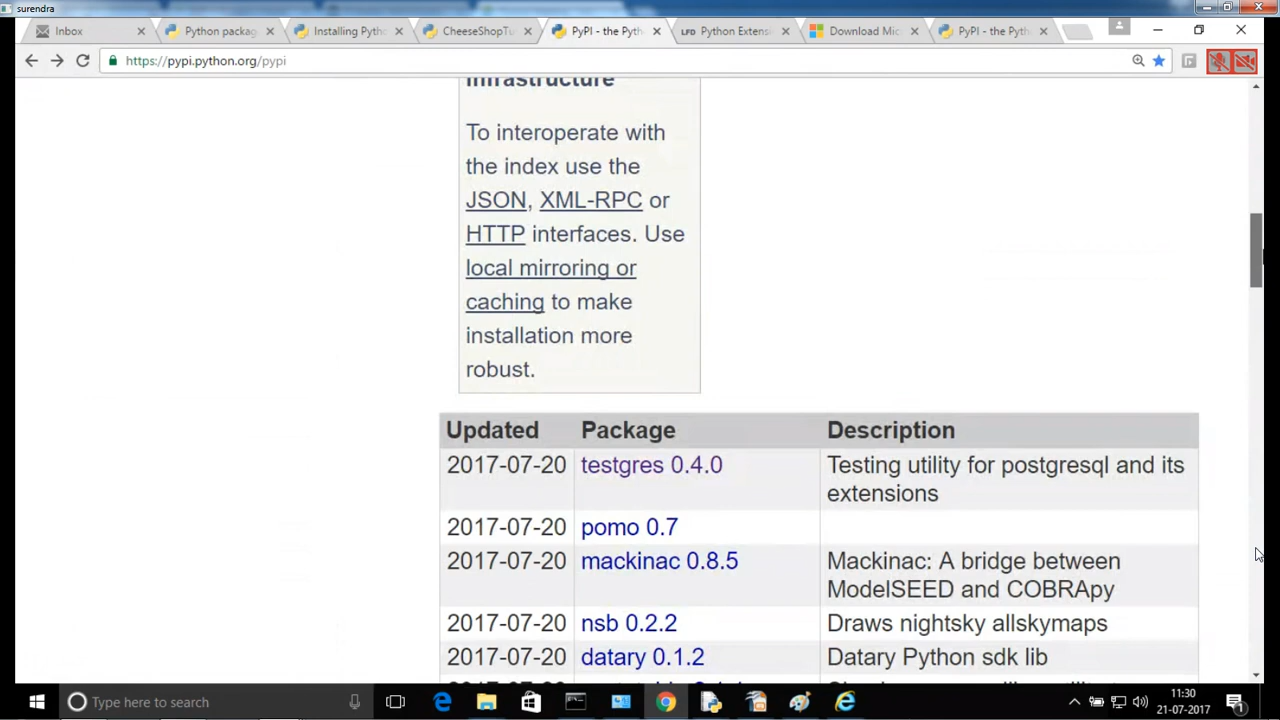 surendra
Inbox
Python packag
Installing Pytho
CheeseShopTu
PyPI - the Pyth
LFD Python Extensi
Download Mic
PyPI - the Pyth
https://pypi.python.org/pypi
Infrastructure
To interoperate with
the index use the
JSON, XML-RPC or
HTTP interfaces. Use
local mirroring or
caching to make
installation more
robust.
Updated Package Description
2017-07-20 testgres 0.4.0 Testing utility for postgresql and its
extensions
2017-07-20 pomo 0.7
2017-07-20 mackinac 0.8.5 Mackinac: A bridge between
ModelSEED and COBRApy
2017-07-20 nsb 0.2.2 Draws nightsky allskymaps
2017-07-20 datary 0.1.2 Datary Python sdk lib
Type here to search
11:30
21-07-2017
1